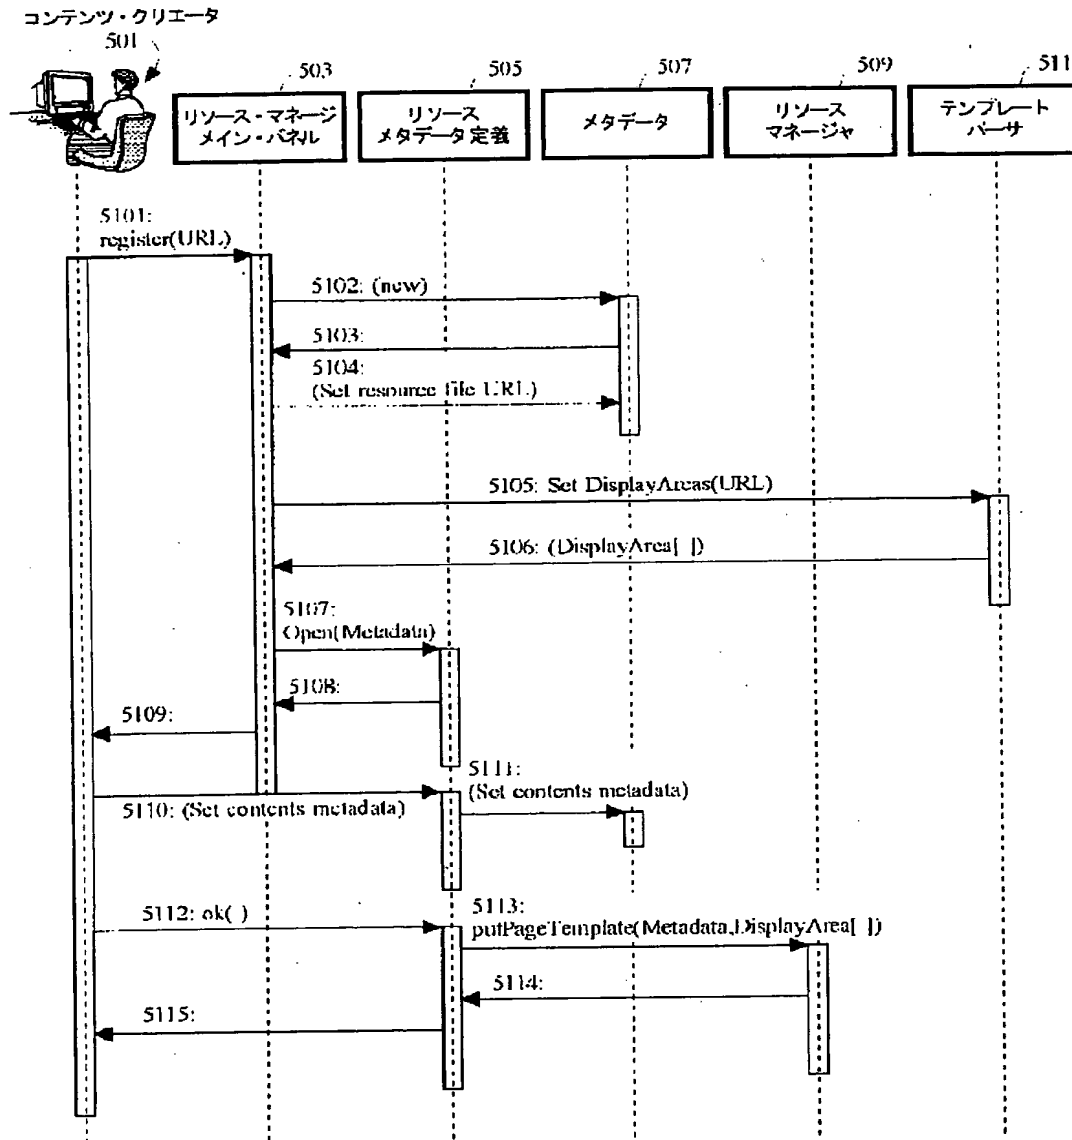 コンテンツ・クリエータ
501
503
505
507
509
511
リソース・マネージ
メイン・パネル
リソース
メタデータ定義
メタデータ
リソース
マネージャ
テンプレート
パーサ
5101:
register(URL)
5102: (new)
5103:
5104:
(Set resource file URL)
5105: Set DisplayAreas(URL)
5106: (DisplayArea[ ])
5107:
Open(Metadata)
5108:
5109:
5110: (Set contents metadata)
5111:
(Set contents metadata)
5112: ok( )
5113:
putPageTemplate(Metadata,DisplayArea[ ])
5114:
5115: